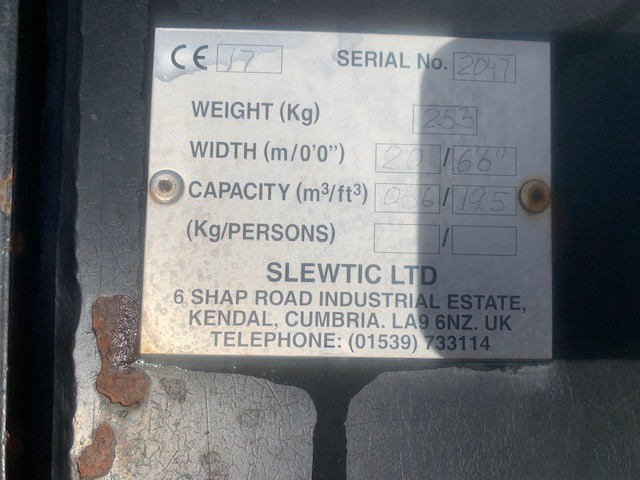 CE 17 SERIAL No. 2047
WEIGHT (Kg) 253
WIDTH (m/0'0") 2.0 / 6'6"
CAPACITY (m³/ft³) 0.56 / 19.5
(Kg/PERSONS) /
SLEWTIC LTD
6 SHAP ROAD INDUSTRIAL ESTATE,
KENDAL, CUMBRIA. LA9 6NZ. UK
TELEPHONE: (01539) 733114